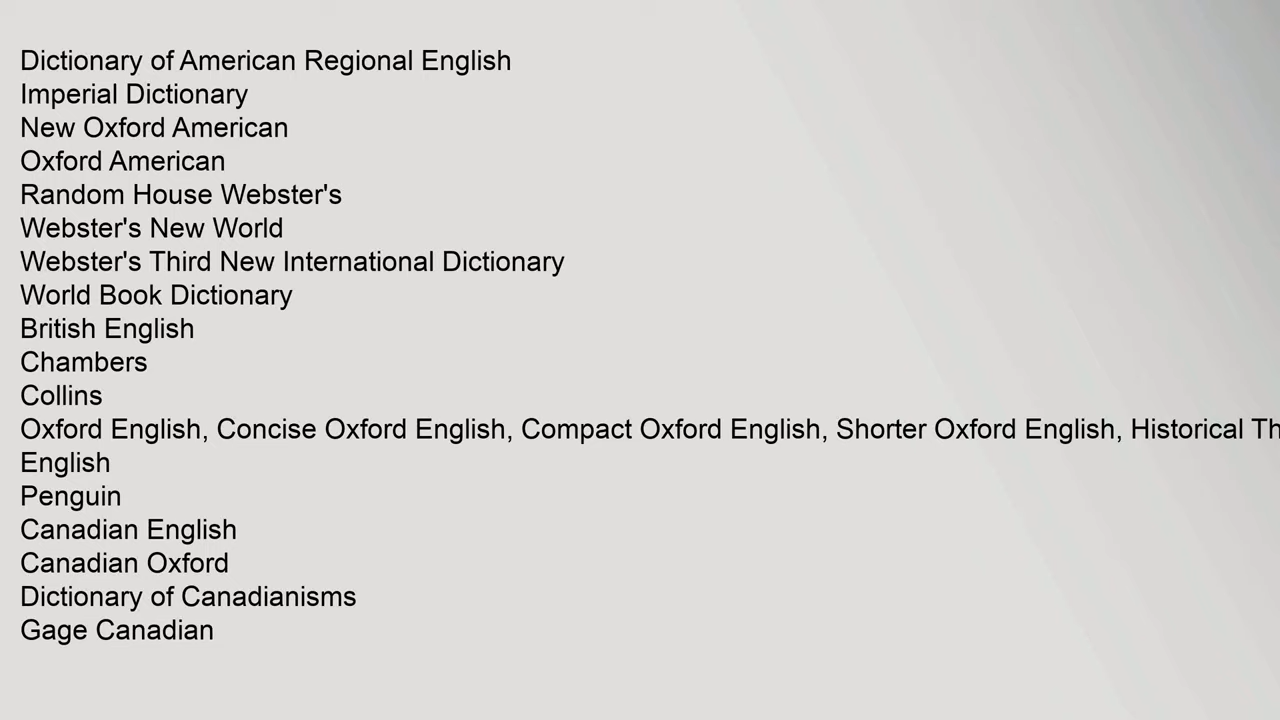 Dictionary of American Regional English
Imperial Dictionary
New Oxford American
Oxford American
Random House Webster's
Webster's New World
Webster's Third New International Dictionary
World Book Dictionary
British English
Chambers
Collins
Oxford English, Concise Oxford English, Compact Oxford English, Shorter Oxford English, Historical
English
Penguin
Canadian English
Canadian Oxford
Dictionary of Canadianisms
Gage Canadian